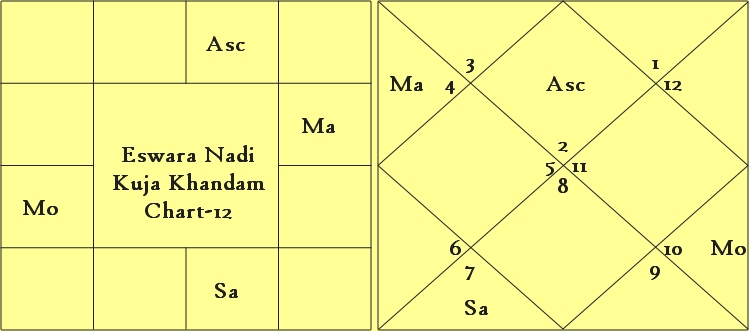 Asc
Ma
Eswara Nadi
Kuja Khandam
Chart-12
Mo
Sa
3 1
Ma 4 Asc 12
2
5 11
8
6 10 Mo
7 9
Sa